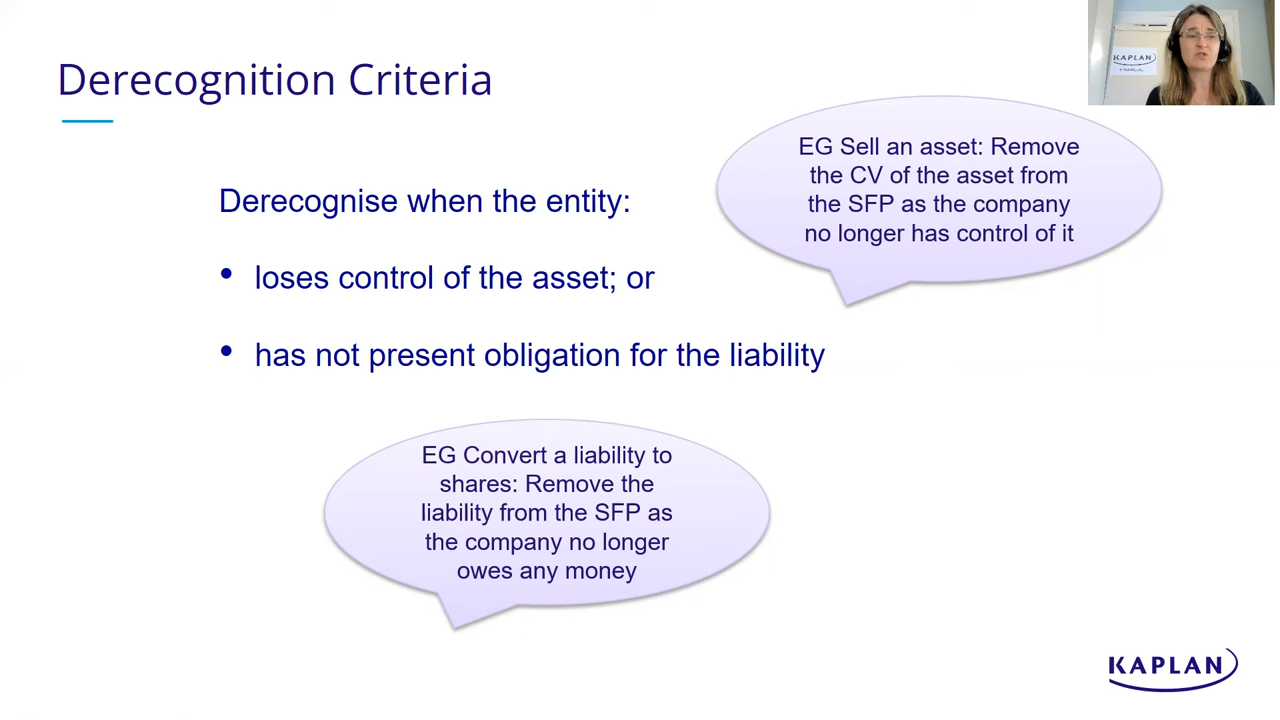 Derecognition Criteria
KAPLAN
FINANCIAL
EG Sell an asset: Remove
the CV of the asset from
the SFP as the company
no longer has control of it
Derecognise when the entity:
• loses control of the asset; or
• has not present obligation for the liability
EG Convert a liability to
shares: Remove the
liability from the SFP as
the company no longer
owes any money
KAPLAN